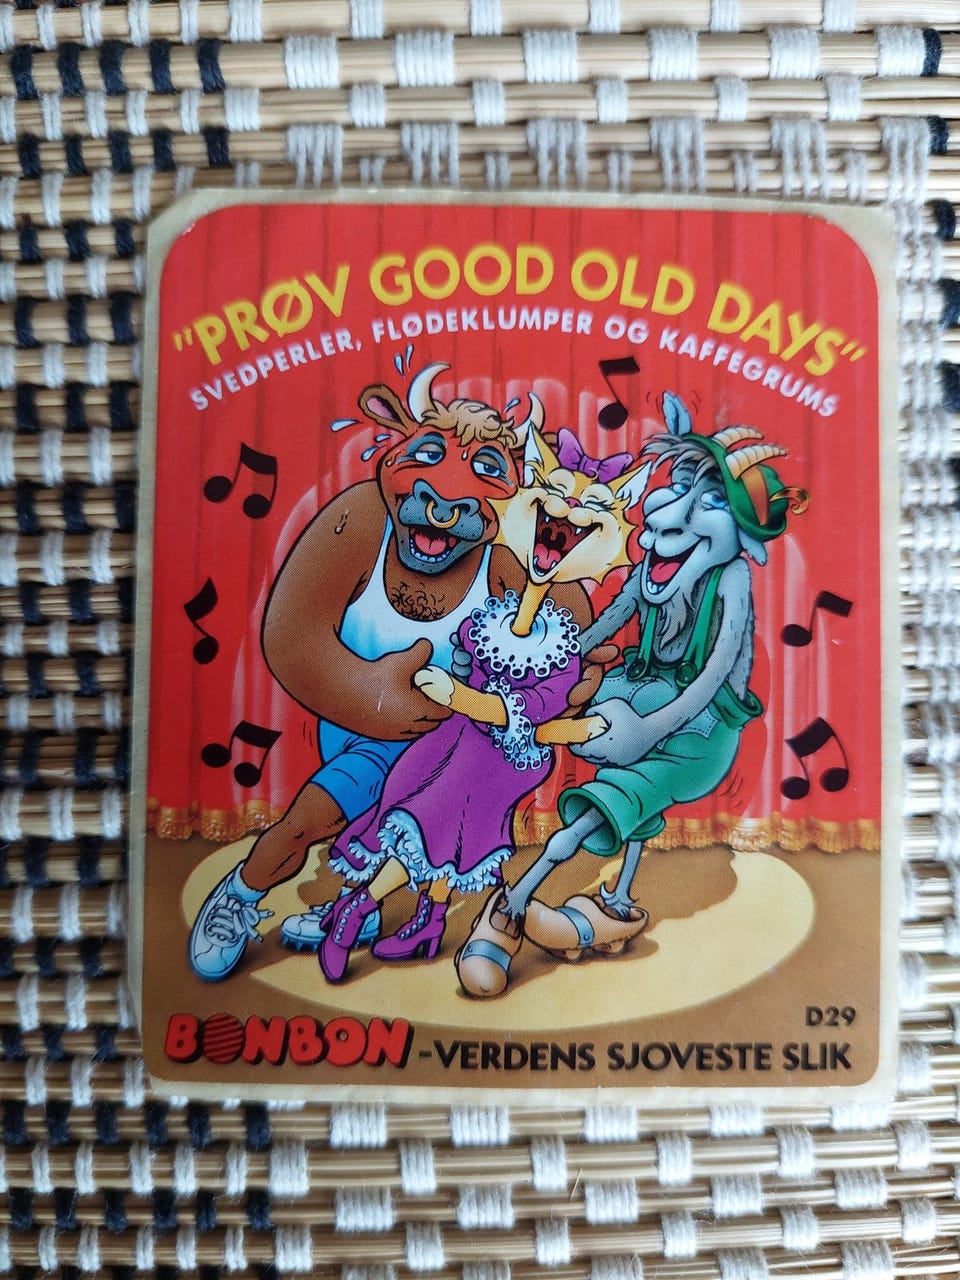 "PRØV GOOD OLD DAYS"
SVEDPERLER, FLØDEKLUMPER OG KAFFEGRUMS
D29
BONBON -VERDENS SJOVESTE SLIK